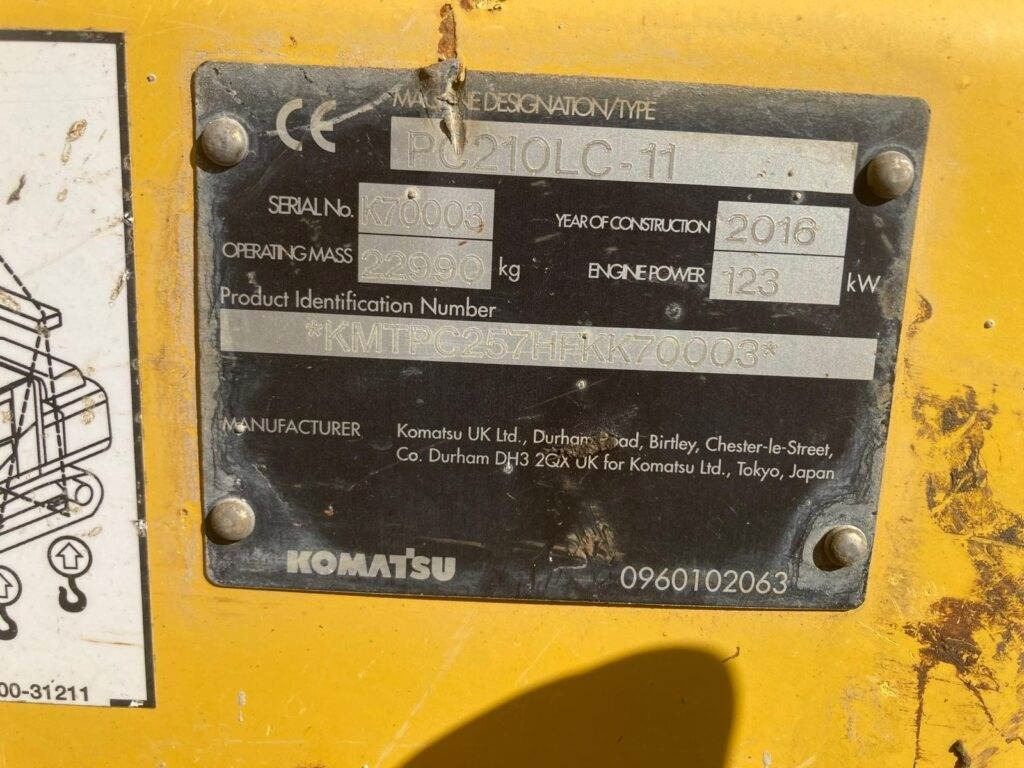 CE
MACHINE DESIGNATION/TYPE
PC210LC-11
SERIAL No. K70003
YEAR OF CONSTRUCTION 2016
OPERATING MASS 22990 kg
ENGINE POWER 123 kW
Product Identification Number
*KMTPC257HFKK70003*
MANUFACTURER
Komatsu UK Ltd., Durham Road, Birtley, Chester-le-Street,
Co. Durham DH3 2QX UK for Komatsu Ltd., Tokyo, Japan
KOMATSU
0960102063
00-31211